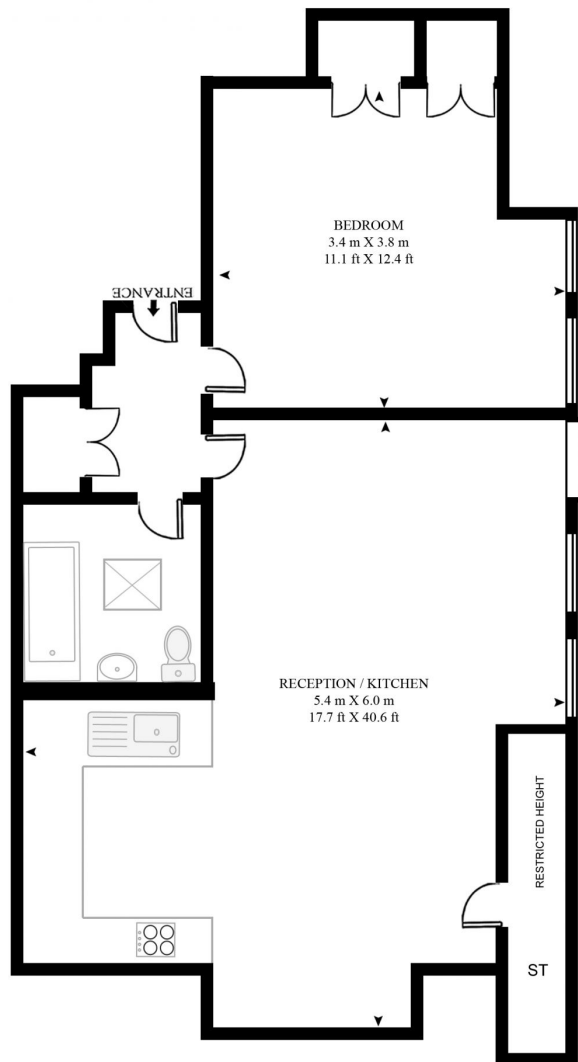 BEDROOM
3.4 m X 3.8 m
11.1 ft X 12.4 ft
ENTRANCE
RECEPTION / KITCHEN
5.4 m X 6.0 m
17.7 ft X 40.6 ft
RESTRICTED HEIGHT
ST